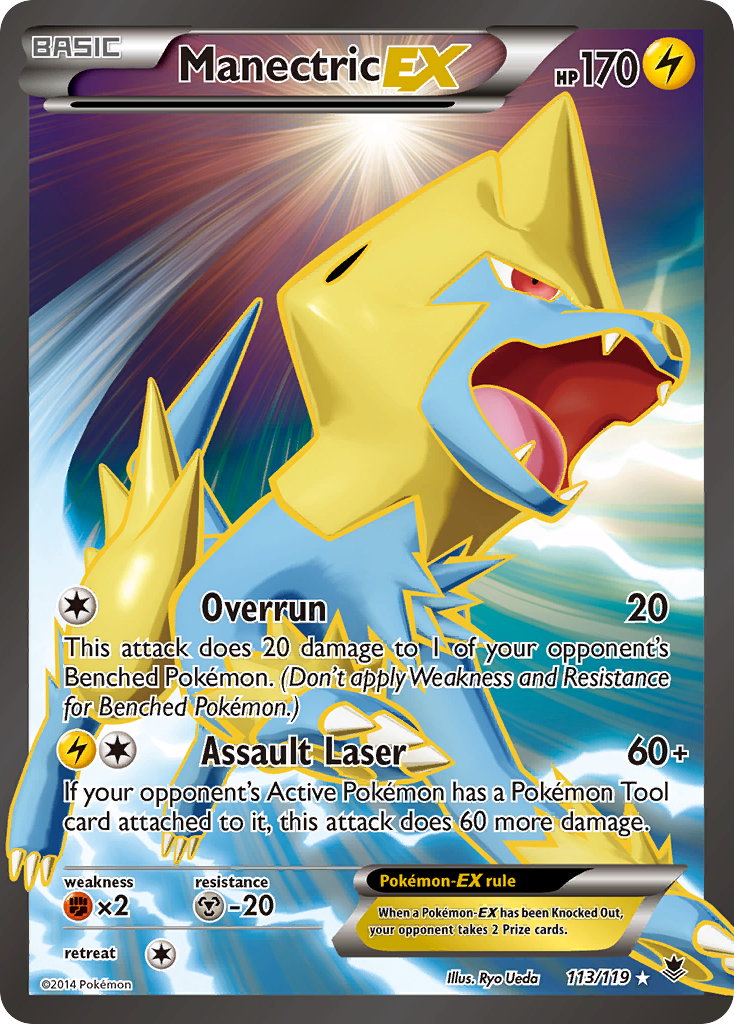 BASIC
Manectric EX
HP 170
Overrun 20
This attack does 20 damage to 1 of your opponent's
Benched Pokémon. (Don't apply Weakness and Resistance
for Benched Pokémon.)
Assault Laser 60+
If your opponent's Active Pokémon has a Pokémon Tool
card attached to it, this attack does 60 more damage.
weakness resistance
×2 -20
retreat
Pokémon-EX rule
When a Pokémon-EX has been Knocked Out,
your opponent takes 2 Prize cards.
©2014 Pokémon
Illus. Ryo Ueda 113/119 ★